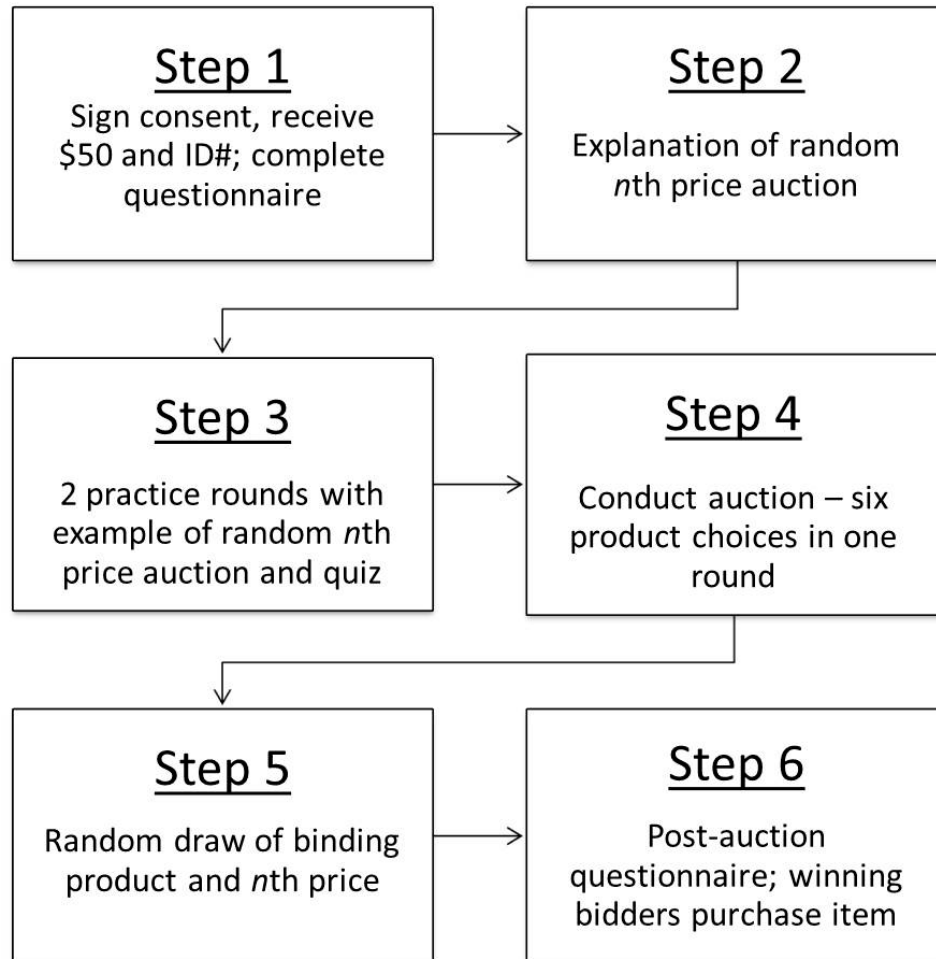 Step 1
Sign consent, receive
$50 and ID#; complete
questionnaire
Step 2
Explanation of random
nth price auction
Step 3
2 practice rounds with
example of random nth
price auction and quiz
Step 4
Conduct auction – six
product choices in one
round
Step 5
Random draw of binding
product and nth price
Step 6
Post-auction
questionnaire; winning
bidders purchase item